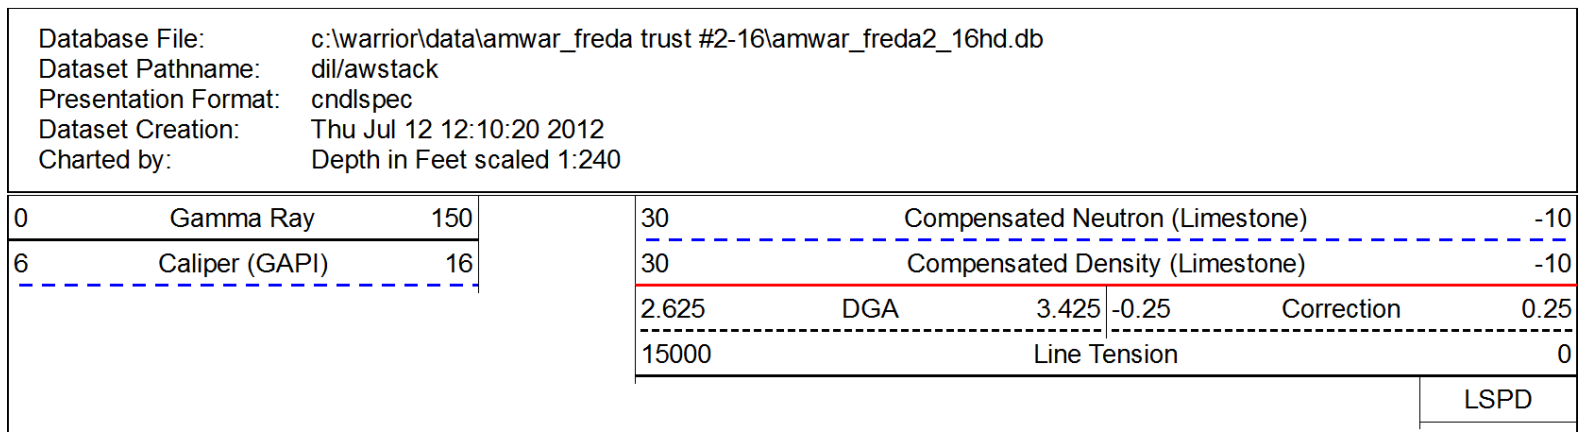 Database File: c:\warrior\data\amwar_freda trust #2-16\amwar_freda2_16hd.db
Dataset Pathname: dil/awstack
Presentation Format: cndlspec
Dataset Creation: Thu Jul 12 12:10:20 2012
Charted by: Depth in Feet scaled 1:240
0 Gamma Ray 150 30 Compensated Neutron (Limestone) -10
6 Caliper (GAPI) 16 30 Compensated Density (Limestone) -10
2.625 DGA 3.425 -0.25 Correction 0.25
15000 Line Tension 0
LSPD